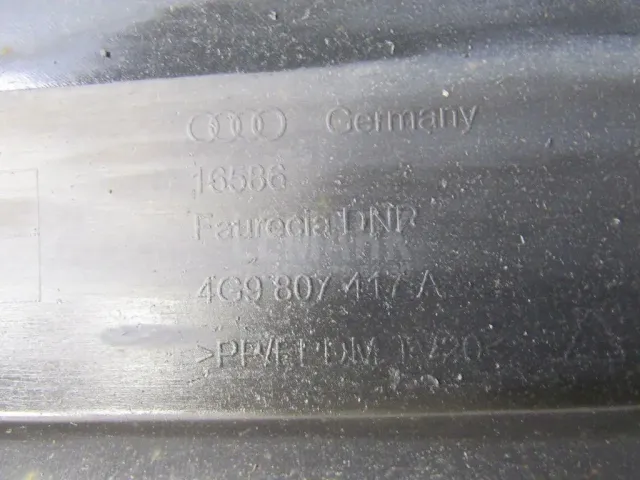 Germany
16586
Faurecia DNP
4G9 807 417 A
>PP/EPDM TV20<